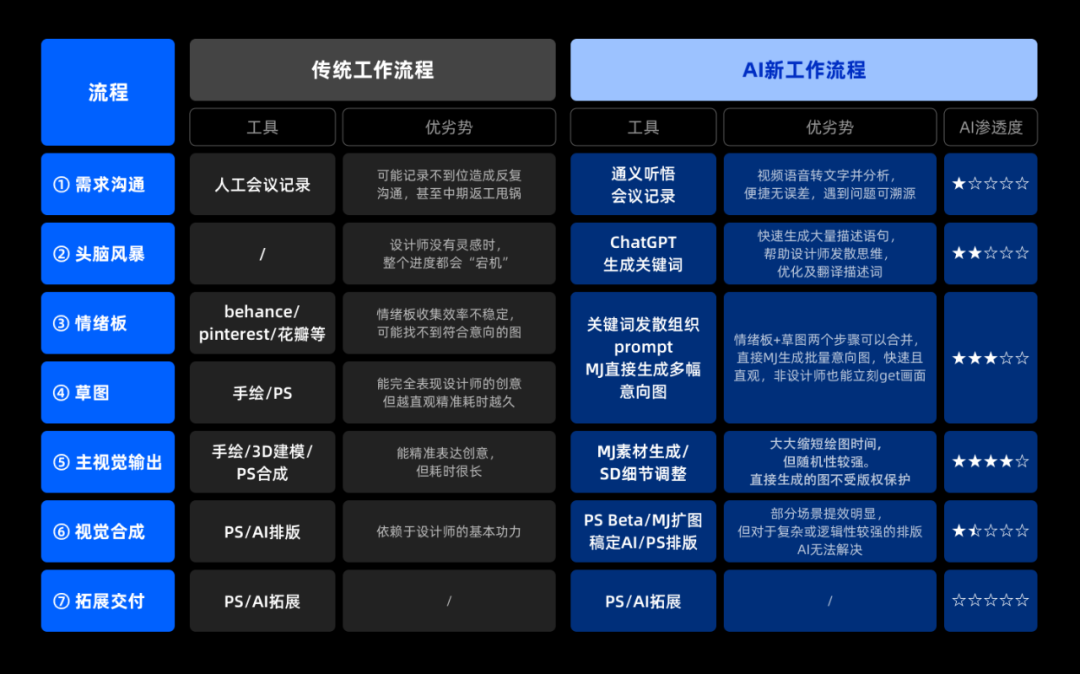 流程
传统工作流程
AI新工作流程
工具
优劣势
工具
优劣势
AI渗透度
① 需求沟通
人工会议记录
可能记录不到位造成反复
沟通，甚至中期返工甩锅
通义听悟
会议记录
视频语音转文字并分析，
便捷无误差，遇到问题可溯源
★☆☆☆☆
② 头脑风暴
/
设计师没有灵感时，
整个进度都会“宕机”
ChatGPT
生成关键词
快速生成大量描述语句，
帮助设计师发散思维，
优化及翻译描述词
★★☆☆☆
③ 情绪板
behance/
pinterest/花瓣等
情绪板收集效率不稳定，
可能找不到符合意向的图
关键词发散组织
prompt
MJ直接生成多幅
意向图
情绪板+草图两个步骤可以合并，
直接MJ生成批量意向图，快速且
直观，非设计师也能立刻get画面
★★★☆☆
④ 草图
手绘/PS
能完全表现设计师的创意
但越直观精准耗时越久
⑤ 主视觉输出
手绘/3D建模/
PS合成
能精准表达创意，
但耗时很长
MJ素材生成/
SD细节调整
大大缩短绘图时间，
但随机性较强。
直接生成的图不受版权保护
★★★★☆
⑥ 视觉合成
PS/AI排版
依赖于设计师的基本功力
PS Beta/MJ扩图
稿定AI/PS排版
部分场景提效明显，
但对于复杂或逻辑性较强的排版
AI无法解决
★⯪☆☆☆
⑦ 拓展交付
PS/AI拓展
/
PS/AI拓展
/
☆☆☆☆☆